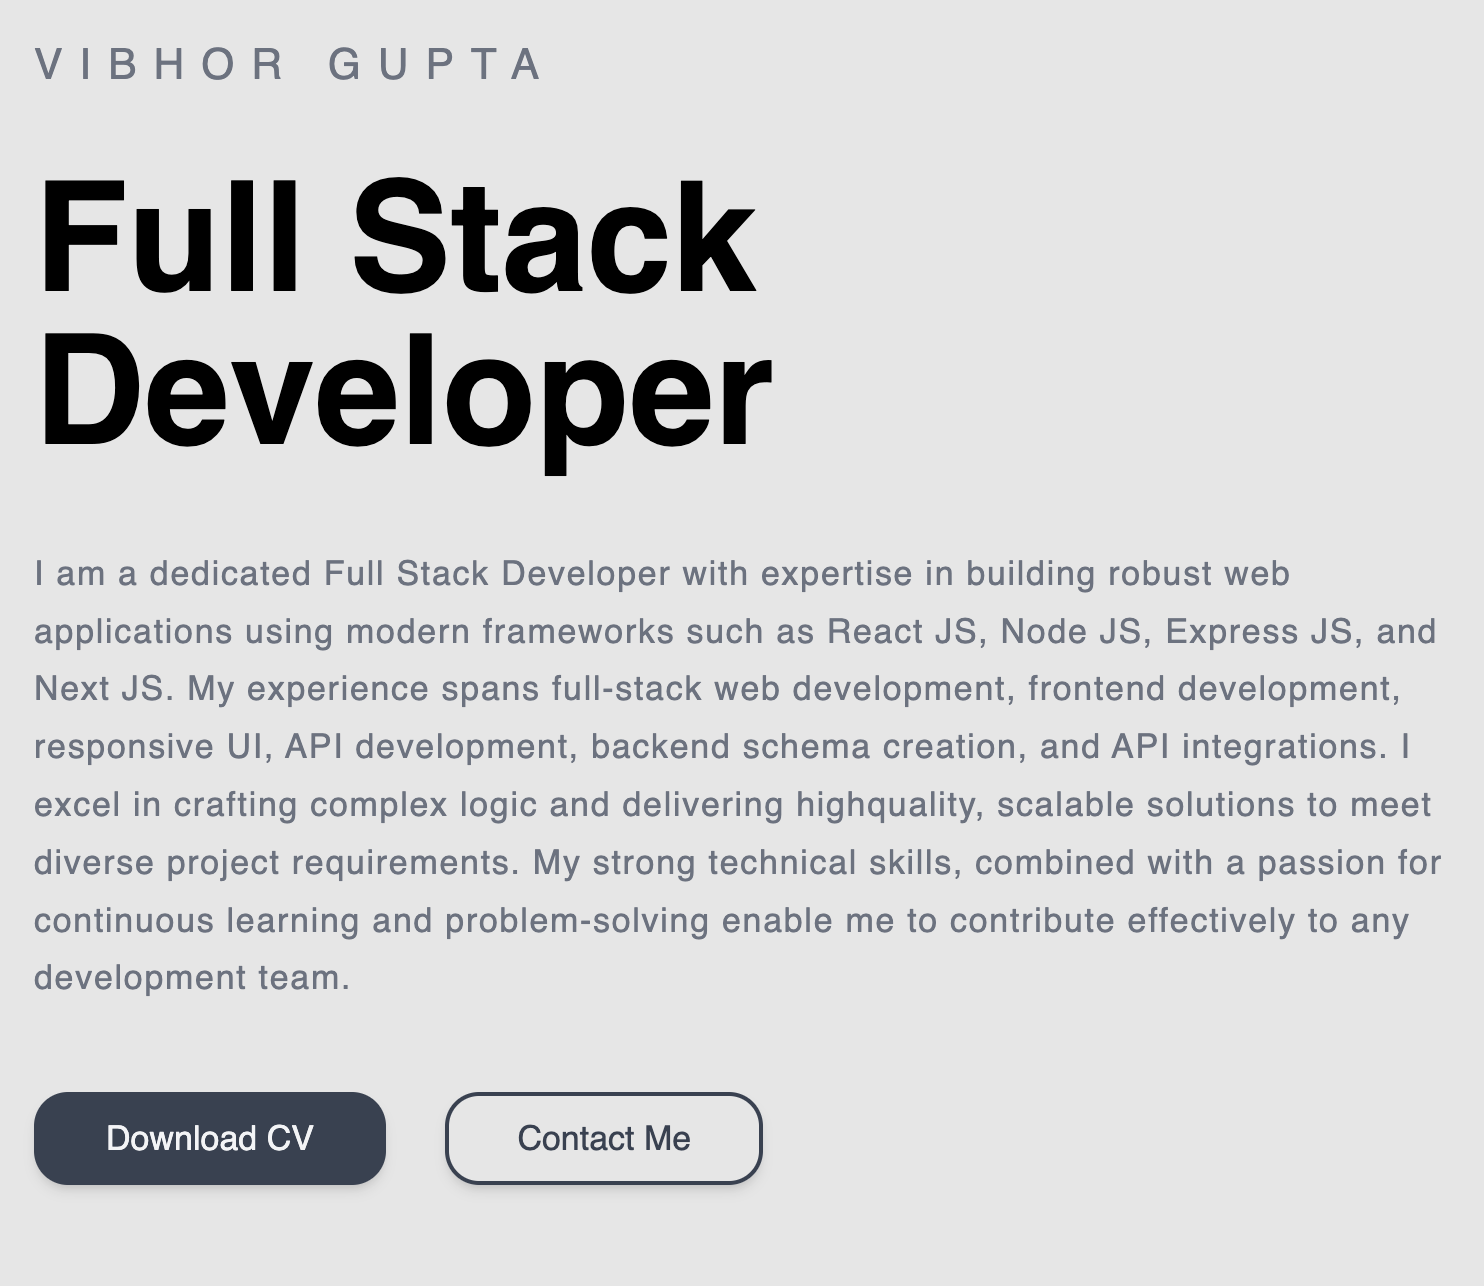 VIBHOR GUPTA
Full Stack
Developer
I am a dedicated Full Stack Developer with expertise in building robust web
applications using modern frameworks such as React JS, Node JS, Express JS, and
Next JS. My experience spans full-stack web development, frontend development,
responsive UI, API development, backend schema creation, and API integrations. I
excel in crafting complex logic and delivering highquality, scalable solutions to meet
diverse project requirements. My strong technical skills, combined with a passion for
continuous learning and problem-solving enable me to contribute effectively to any
development team.
Download CV
Contact Me